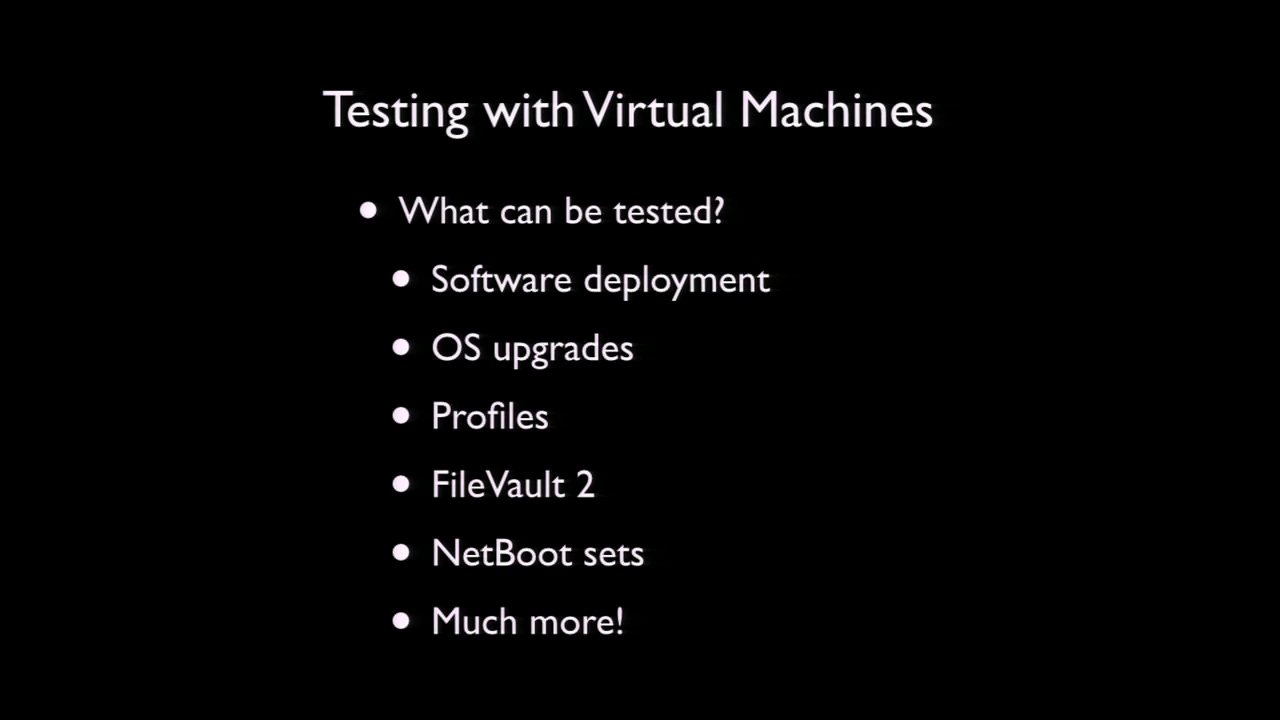 Testing with Virtual Machines
• What can be tested?
• Software deployment
• OS upgrades
• Profiles
• FileVault 2
• NetBoot sets
• Much more!